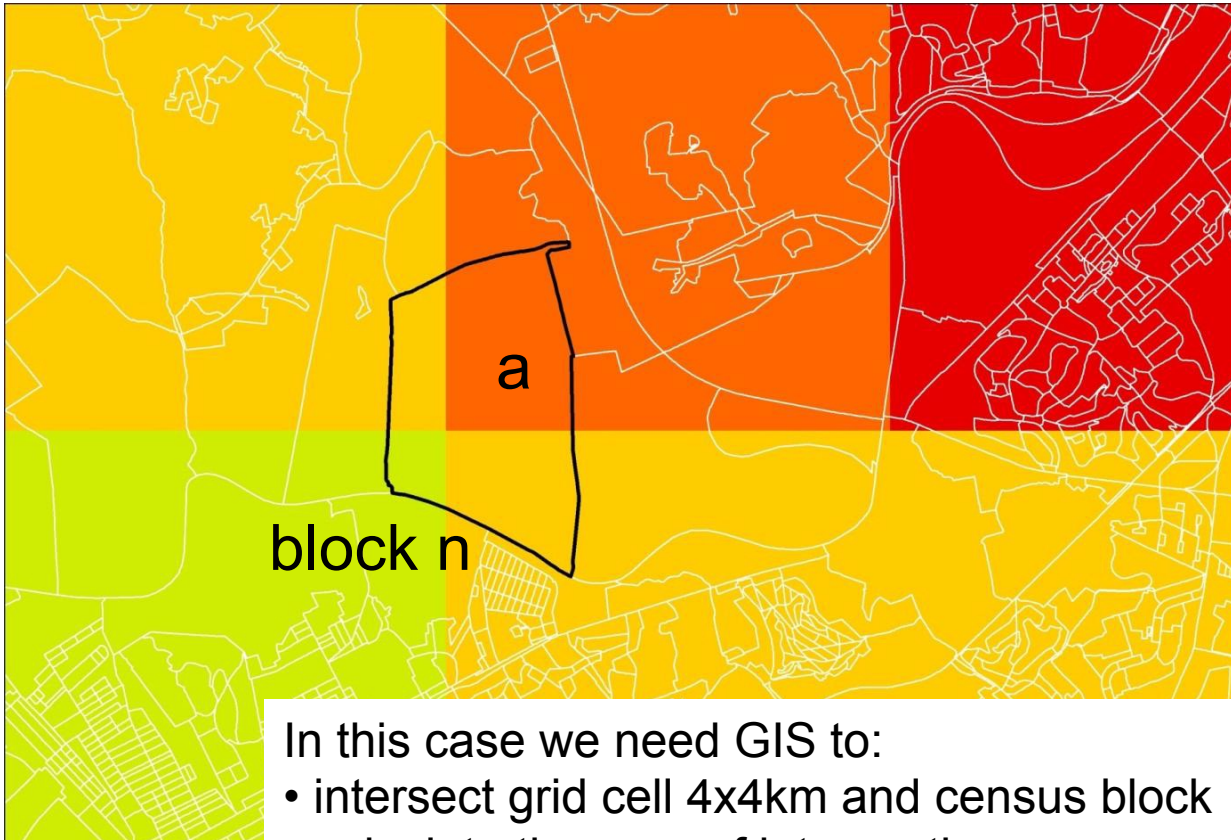 a
block n
In this case we need GIS to:
• intersect grid cell 4x4km and census block